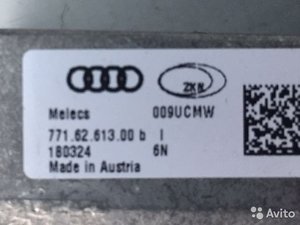 ZKW
Melecs 009UCMW
771.62.613.00 b I
180324 6N
Made in Austria
Avito